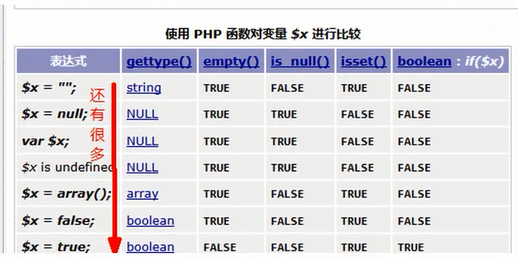 使用 PHP 函数对变量 $x 进行比较
表达式 gettype() empty() is_null() isset() boolean : if($x)
$x = ""; string TRUE FALSE TRUE FALSE
$x = null; NULL TRUE TRUE FALSE FALSE
var $x; NULL TRUE TRUE FALSE FALSE
$x is undefined NULL TRUE TRUE FALSE FALSE
$x = array(); array TRUE FALSE TRUE FALSE
$x = false; boolean TRUE FALSE TRUE FALSE
$x = true; boolean FALSE FALSE TRUE TRUE
还有很多